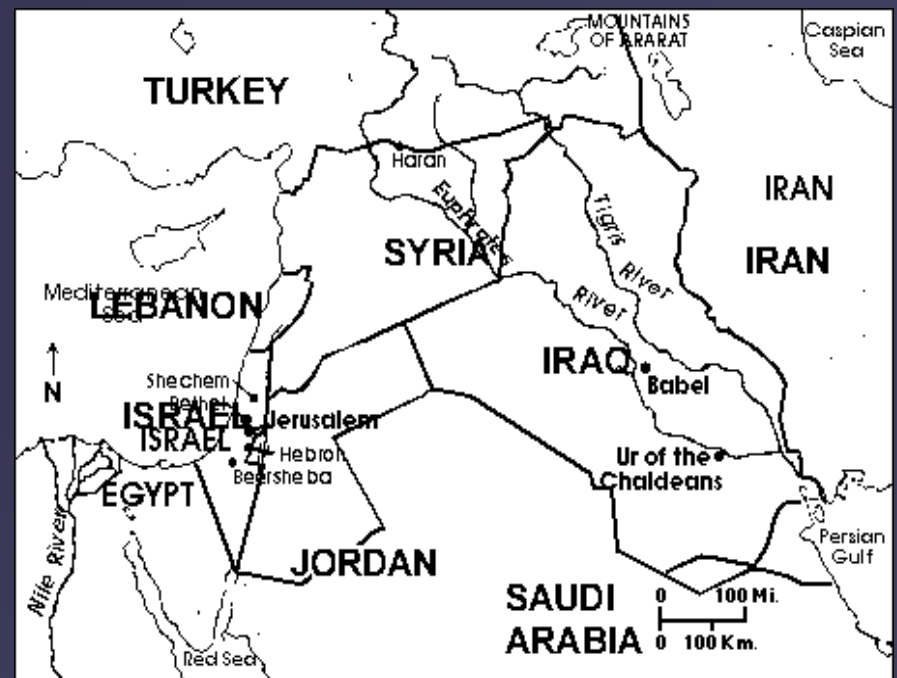 MOUNTAINS
OF ARARAT
Caspian
Sea
TURKEY
Haran
IRAN
Euphrates
Tigris
SYRIA
IRAN
River
River
Mediterranean
Sea
LEBANON
N
IRAQ
Babel
Shechem
Bethel
ISRAEL
Jerusalem
ISRAEL
Hebron
Beersheba
Ur of the
Chaldeans
EGYPT
Nile River
Persian
Gulf
JORDAN
SAUDI
ARABIA
0 100 Mi.
0 100 Km.
Red Sea